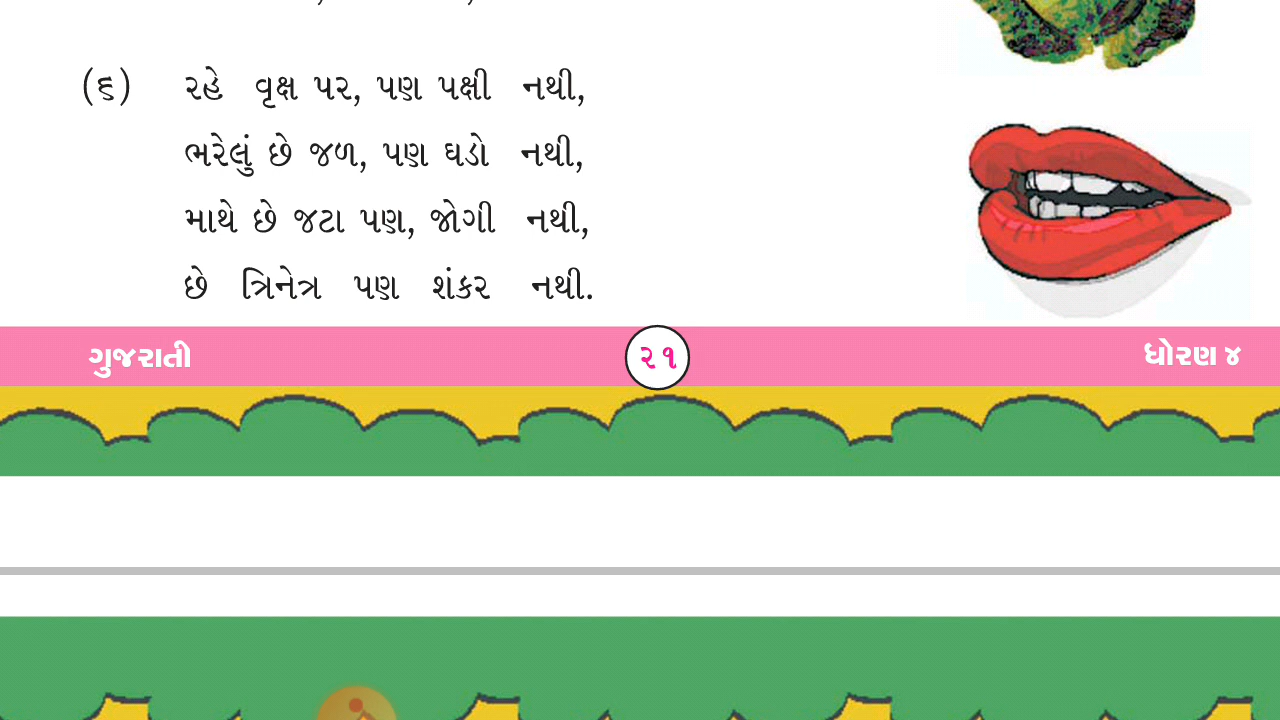 (૬) રહે વૃક્ષ પર, પણ પક્ષી નથી,
ભરેલું છે જળ, પણ ઘડો નથી,
માથે છે જટા પણ, જોગી નથી,
છે ત્રિનેત્ર પણ શંકર નથી.
ગુજરાતી ૨૧ ધોરણ ૪